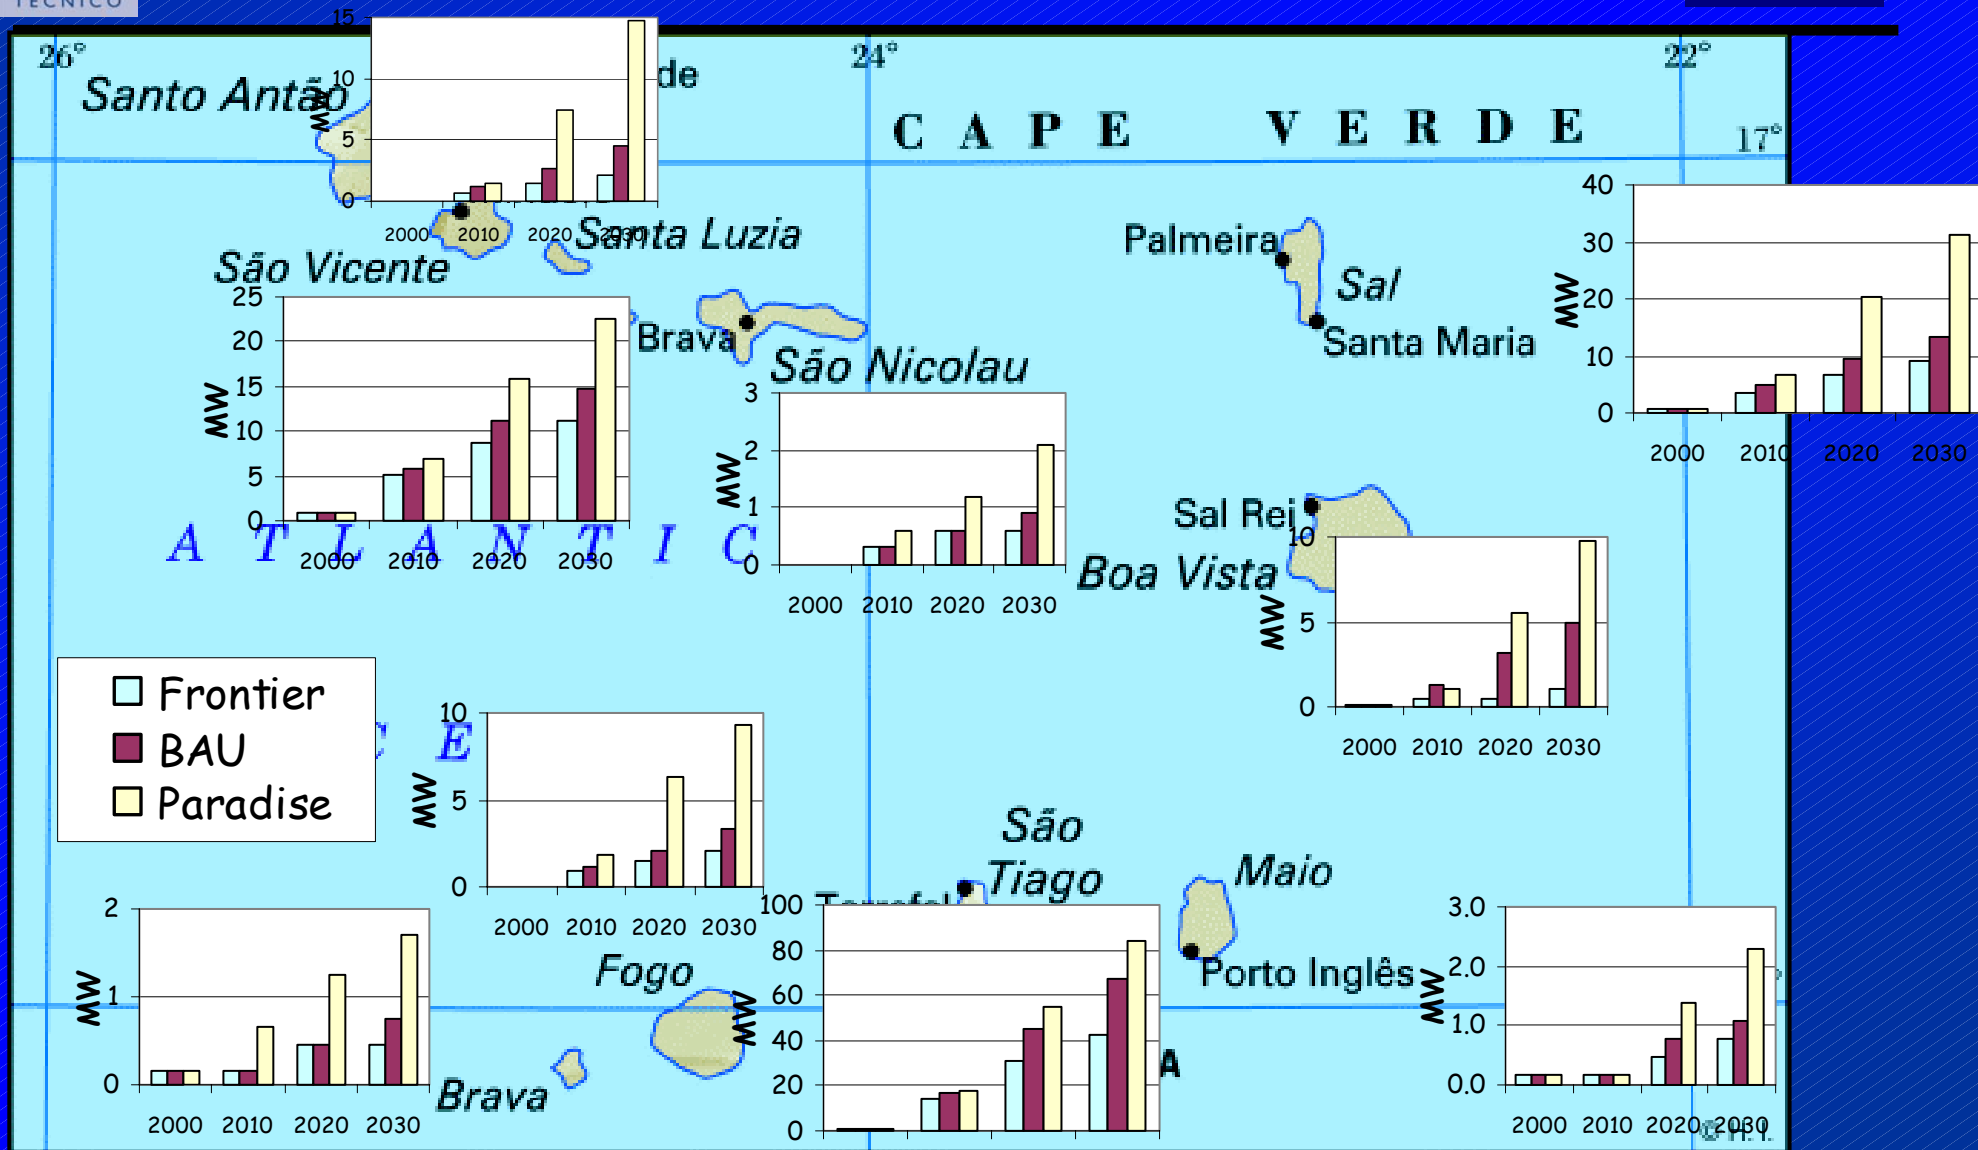 TECNICO
26°
24°
22°
Santo Antão
de
CAPE VERDE
17°
15
10
5
0
MW
2000 2010 2020 2030
Santa Luzia
São Vicente
Palmeira
Sal
Santa Maria
40
30
20
10
0
MW
2000 2010 2020 2030
25
20
15
10
5
0
MW
2000 2010 2020 2030
Brava
São Nicolau
3
2
1
0
MW
2000 2010 2020 2030
ATLANTIC
Sal Rei
Boa Vista
10
5
0
MW
2000 2010 2020 2030
Frontier
BAU
Paradise
C E
10
5
0
MW
2000 2010 2020 2030
São
Tiago
Maio
Porto Inglês
Fogo
Brava
2
1
0
MW
2000 2010 2020 2030
100
80
60
40
20
0
MW
A
3.0
2.0
1.0
0.0
MW
2000 2010 2020 2030